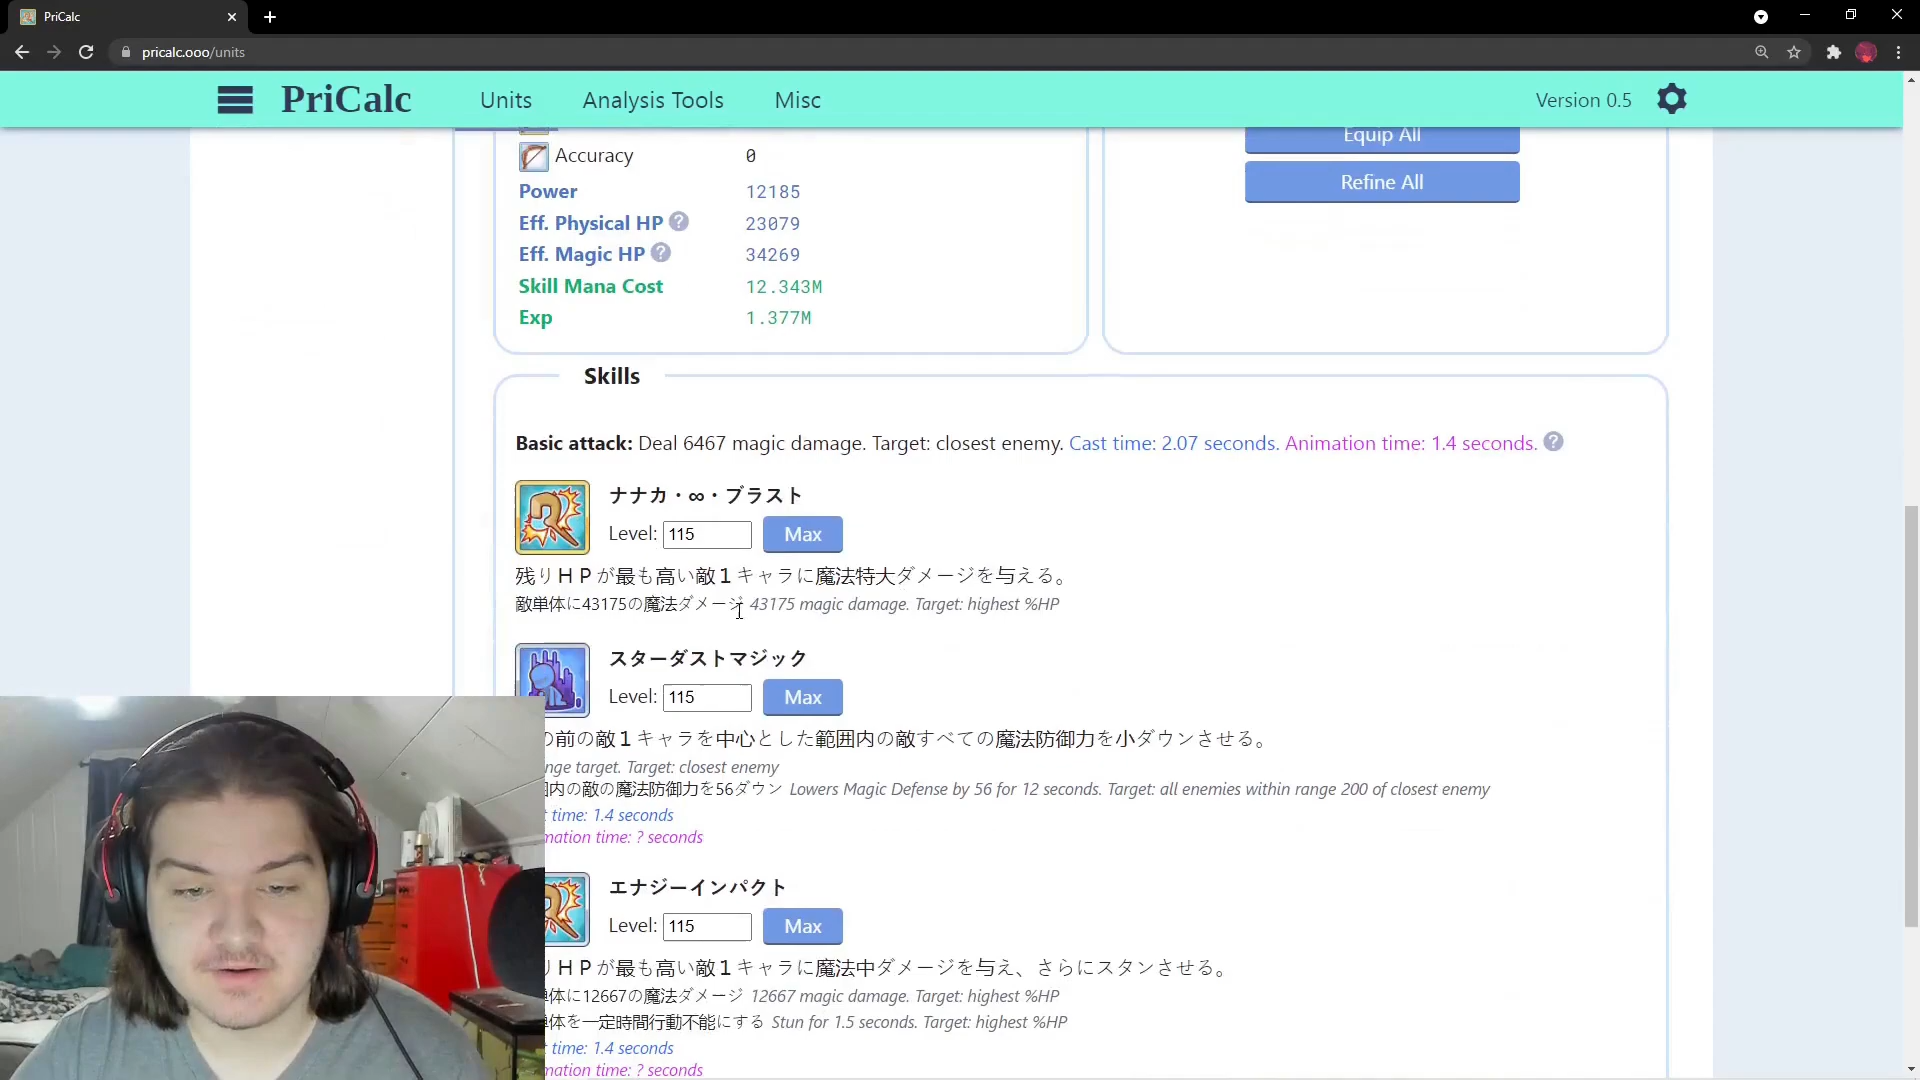 PriCalc
pricalc.ooo/units
PriCalc Units Analysis Tools Misc Version 0.5
Accuracy 0
Power 12185
Eff. Physical HP ? 23079
Eff. Magic HP ? 34269
Skill Mana Cost 12.343M
Exp 1.377M
Equip All
Refine All
Skills
Basic attack: Deal 6467 magic damage. Target: closest enemy. Cast time: 2.07 seconds. Animation time: 1.4 seconds. ?
ナナカ・∞・ブラスト
Level: 115 Max
残りＨＰが最も高い敵１キャラに魔法特大ダメージを与える。
敵単体に43175の魔法ダメージ 43175 magic damage. Target: highest %HP
スターダストマジック
Level: 115 Max
の前の敵１キャラを中心とした範囲内の敵すべての魔法防御力を小ダウンさせる。
nge target. Target: closest enemy
囲内の敵の魔法防御力を56ダウン Lowers Magic Defense by 56 for 12 seconds. Target: all enemies within range 200 of closest enemy
time: 1.4 seconds
mation time: ? seconds
エナジーインパクト
Level: 115 Max
りＨＰが最も高い敵１キャラに魔法中ダメージを与え、さらにスタンさせる。
単体に12667の魔法ダメージ 12667 magic damage. Target: highest %HP
単体を一定時間行動不能にする Stun for 1.5 seconds. Target: highest %HP
time: 1.4 seconds
mation time: ? seconds